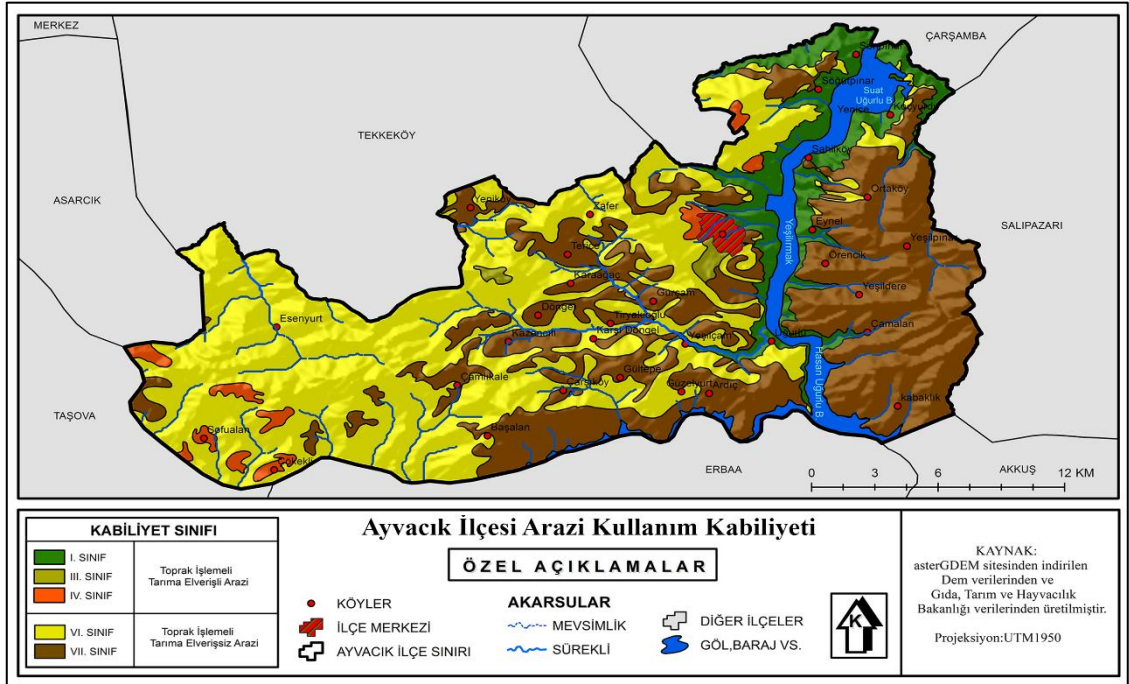 MERKEZ
ÇARŞAMBA
TEKKEKÖY
ASARCIK
SALIPAZARI
TAŞOVA
ERBAA
AKKUŞ
Söğütpınar
Suat
Uğurlu B
Yenice
Sahilköy
Ortaköy
Yeniköy
Zafer
Eynel
Yeşilpınar
Yeşilırmak
Terice
Örencik
Karaağaç
Gürçam
Yeşildere
Döngel
Tiryakioğlu
Esenyurt
Kazancılı
Karşı Döngel
Yeşilçam
Çamalan
Hasan Uğurlu B
Gültepe
Çamlıkale
Çarşıköy
Güzelyurt
Ardıç
kabaklık
Başalan
Sofualan
Çökekli
0 3 6 12 KM
KABİLİYET SINIFI
I. SINIF
III. SINIF
IV. SINIF
Toprak İşlemeli
Tarıma Elverişli Arazi
VI. SINIF
VII. SINIF
Toprak İşlemeli
Tarıma Elverişsiz Arazi
Ayvacık İlçesi Arazi Kullanım Kabiliyeti
ÖZEL AÇIKLAMALAR
KÖYLER
İLÇE MERKEZİ
AYVACIK İLÇE SINIRI
AKARSULAR
MEVSİMLİK
SÜREKLİ
DİĞER İLÇELER
GÖL,BARAJ VS.
K
KAYNAK:
asterGDEM sitesinden indirilen
Dem verilerinden ve
Gıda, Tarım ve Hayvacılık
Bakanlığı verilerinden üretilmiştir.
Projeksiyon:UTM1950